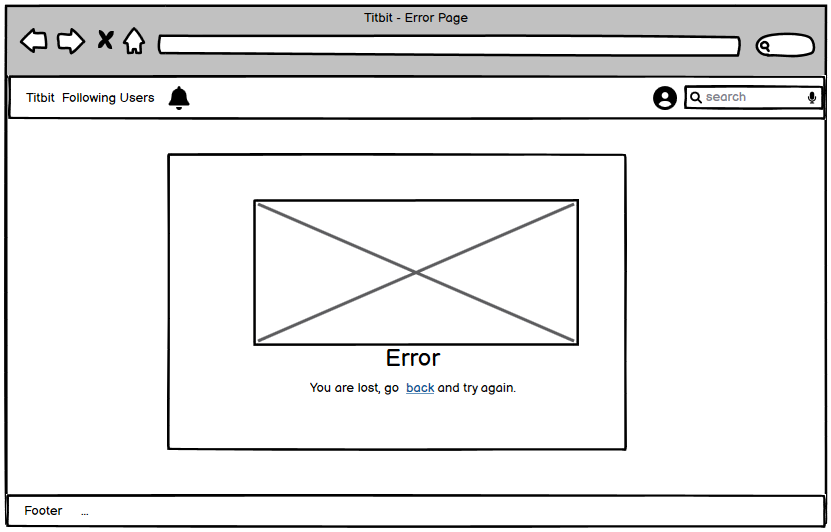 Titbit - Error Page
Titbit Following Users
search
Error
You are lost, go back and try again.
Footer ...